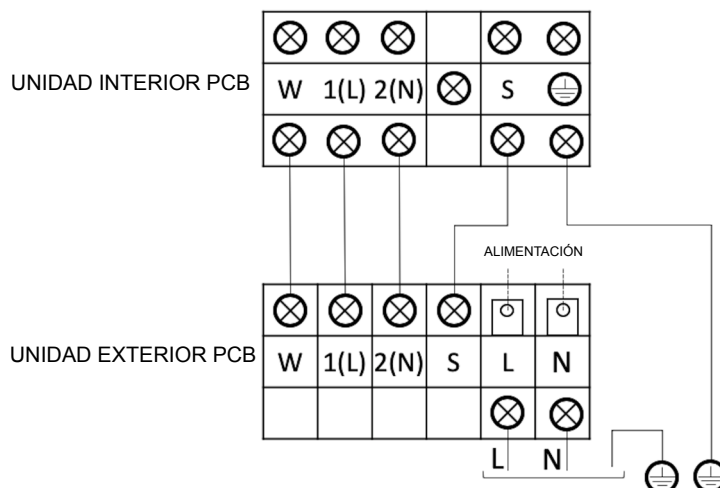 UNIDAD INTERIOR PCB
W 1(L) 2(N) S
ALIMENTACIÓN
UNIDAD EXTERIOR PCB
W 1(L) 2(N) S L N
L N